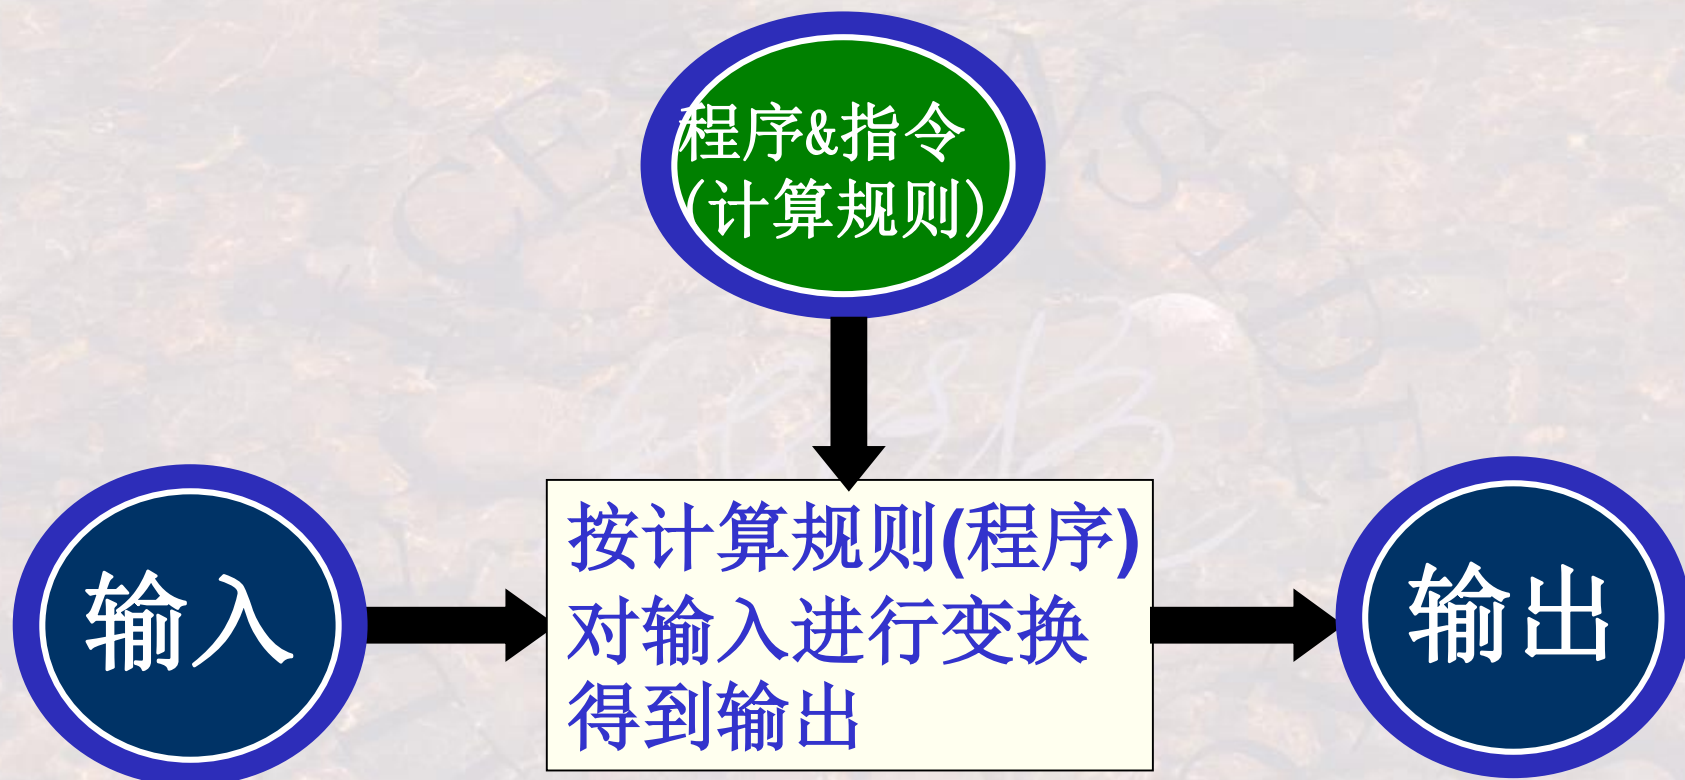 程序&指令
(计算规则)
输入
按计算规则(程序)
对输入进行变换
得到输出
输出